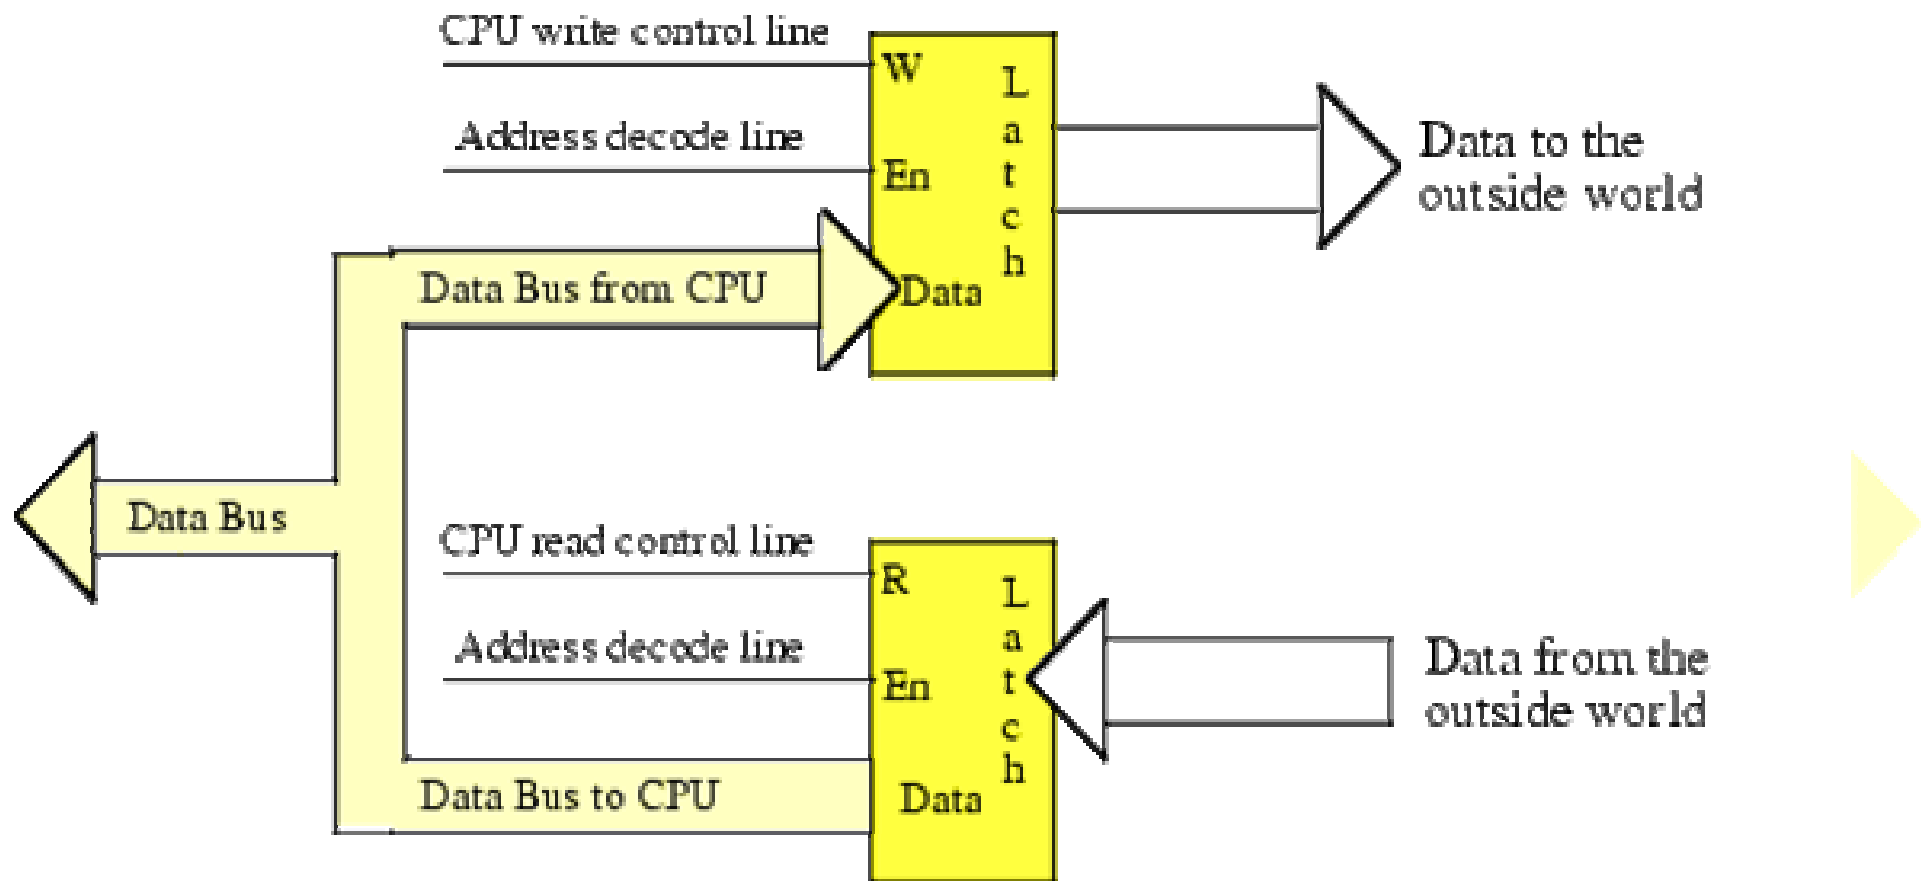 CPU write control line
W
Address decode line
En
Latch
Data Bus from CPU
Data
Data to the
outside world
Data Bus
CPU read control line
R
Address decode line
En
Latch
Data Bus to CPU
Data
Data from the
outside world